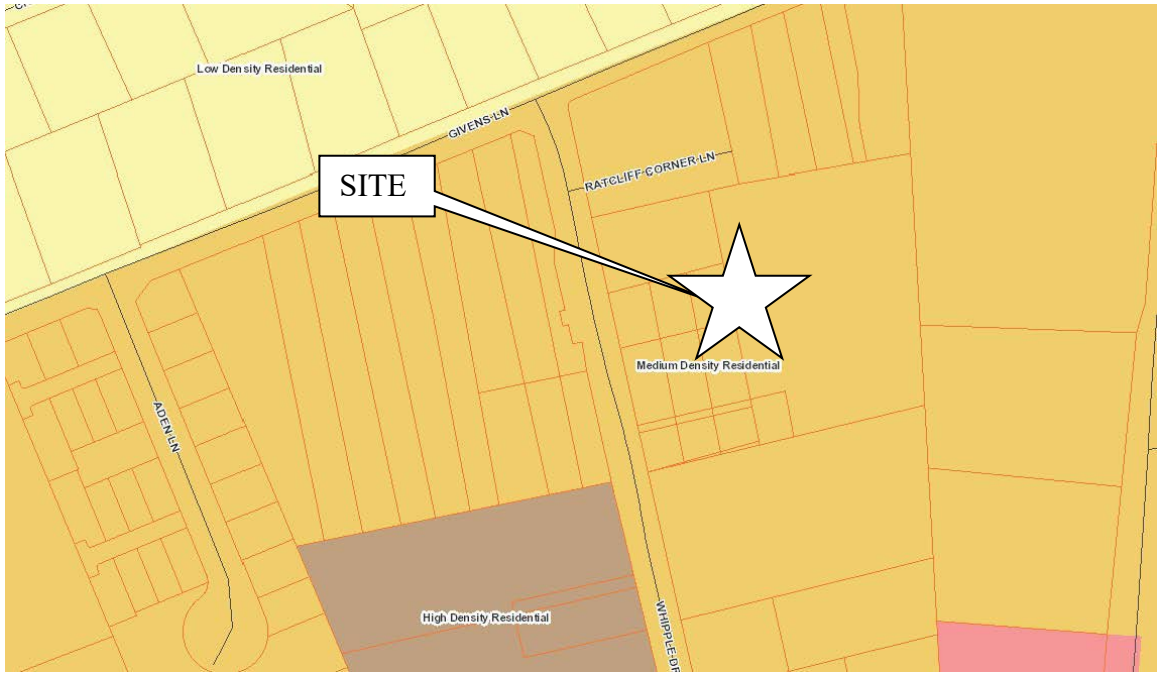 Low Density Residential
GIVENS LN
SITE
RATCLIFF CORNER LN
Medium Density Residential
ADEN LN
High Density Residential
WHIPPLE DR